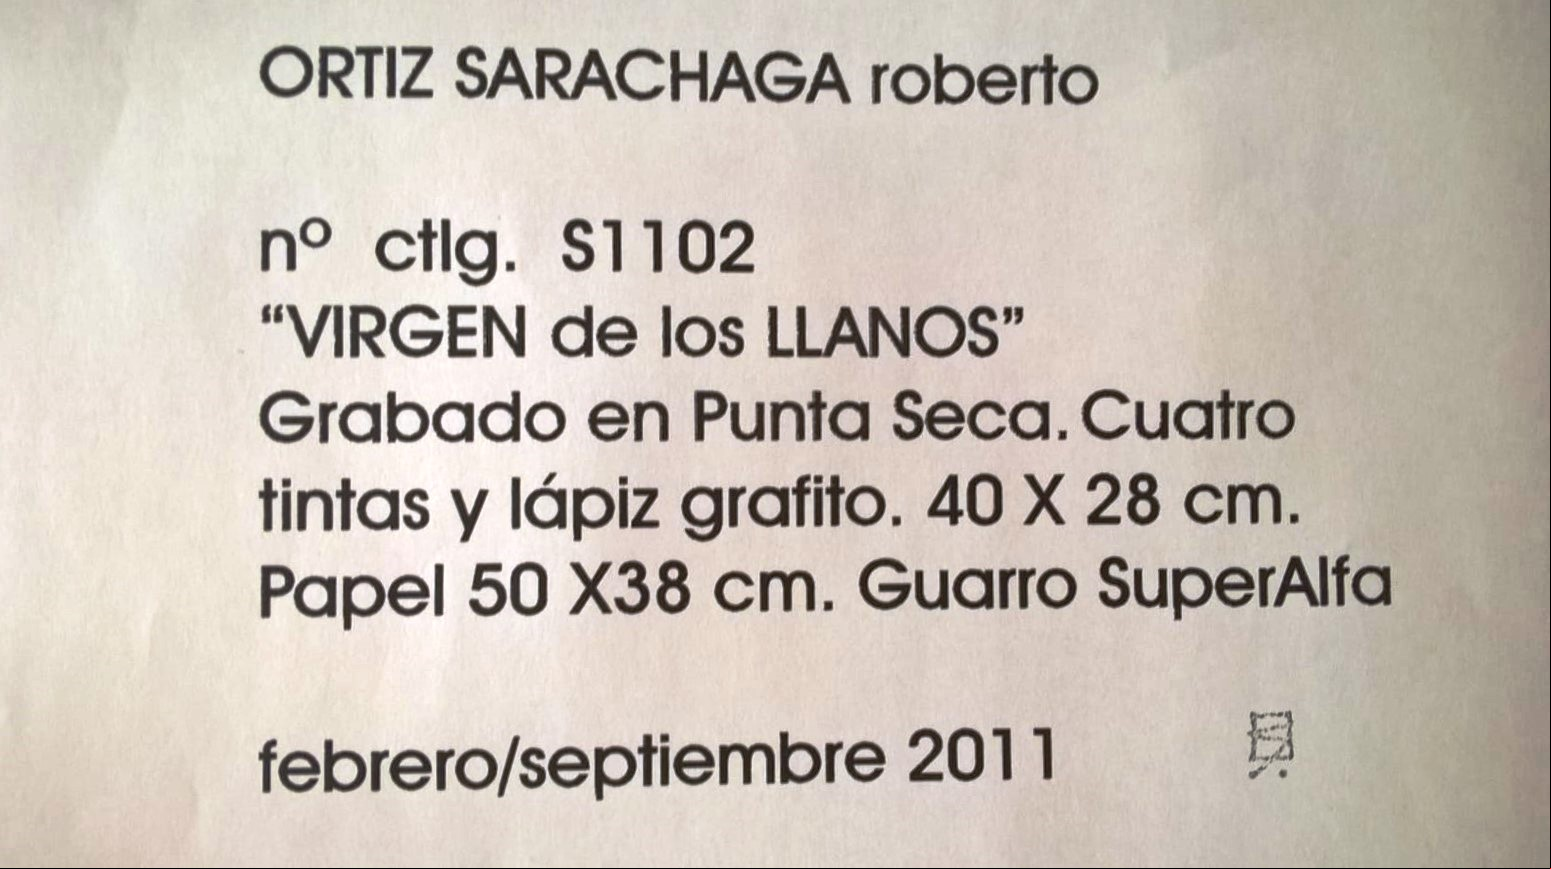 ORTIZ SARACHAGA roberto
nº ctlg. S1102
“VIRGEN de los LLANOS”
Grabado en Punta Seca. Cuatro
tintas y lápiz grafito. 40 X 28 cm.
Papel 50 X38 cm. Guarro SuperAlfa
febrero/septiembre 2011